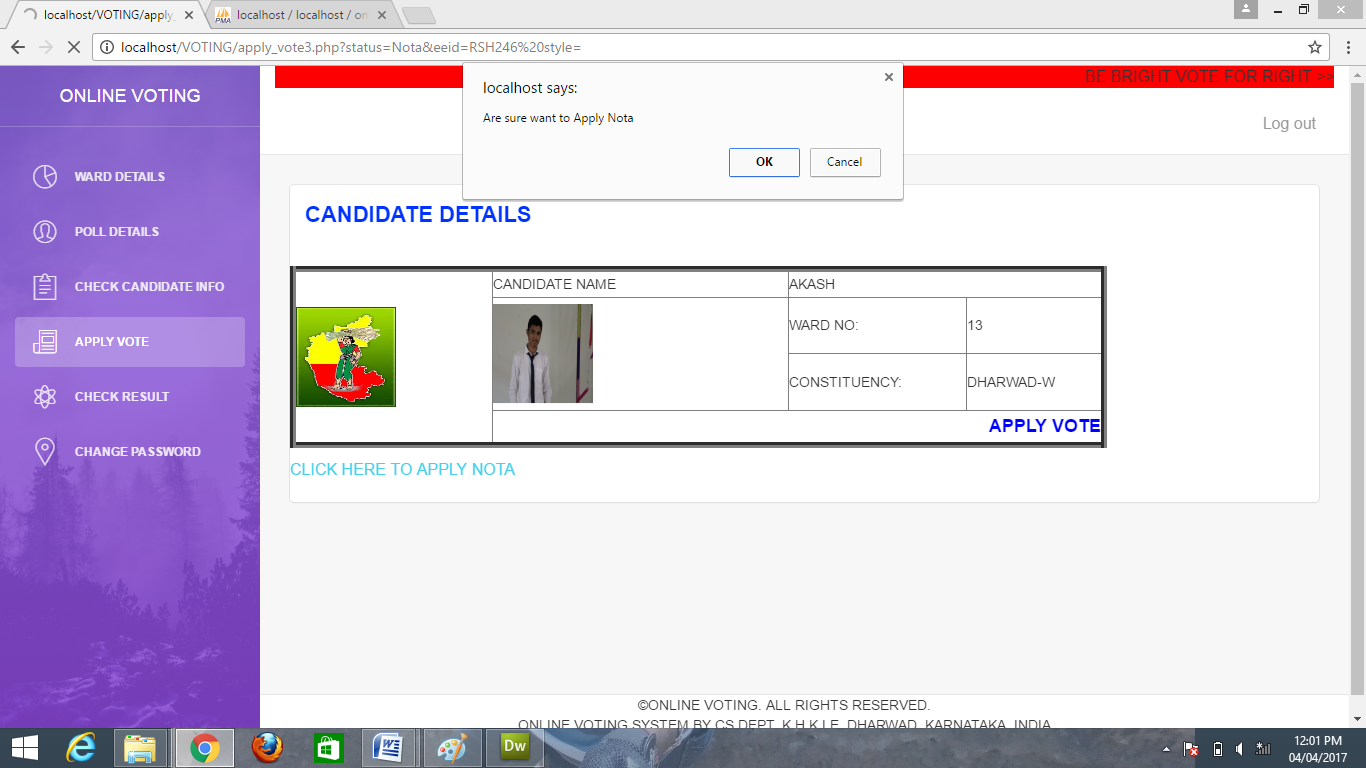 localhost/VOTING/apply_
localhost / localhost / on
localhost/VOTING/apply_vote3.php?status=Nota&eeid=RSH246%20style=
ONLINE VOTING
WARD DETAILS
POLL DETAILS
CHECK CANDIDATE INFO
APPLY VOTE
CHECK RESULT
CHANGE PASSWORD
BE BRIGHT VOTE FOR RIGHT >>
localhost says:
Are sure want to Apply Nota
OK
Cancel
Log out
CANDIDATE DETAILS
CANDIDATE NAME
AKASH
WARD NO:
13
CONSTITUENCY:
DHARWAD-W
APPLY VOTE
CLICK HERE TO APPLY NOTA
©ONLINE VOTING. ALL RIGHTS RESERVED.
ONLINE VOTING SYSTEM BY CS DEPT, K.H.K.I.E, DHARWAD, KARNATAKA, INDIA
Dw
12:01 PM
04/04/2017